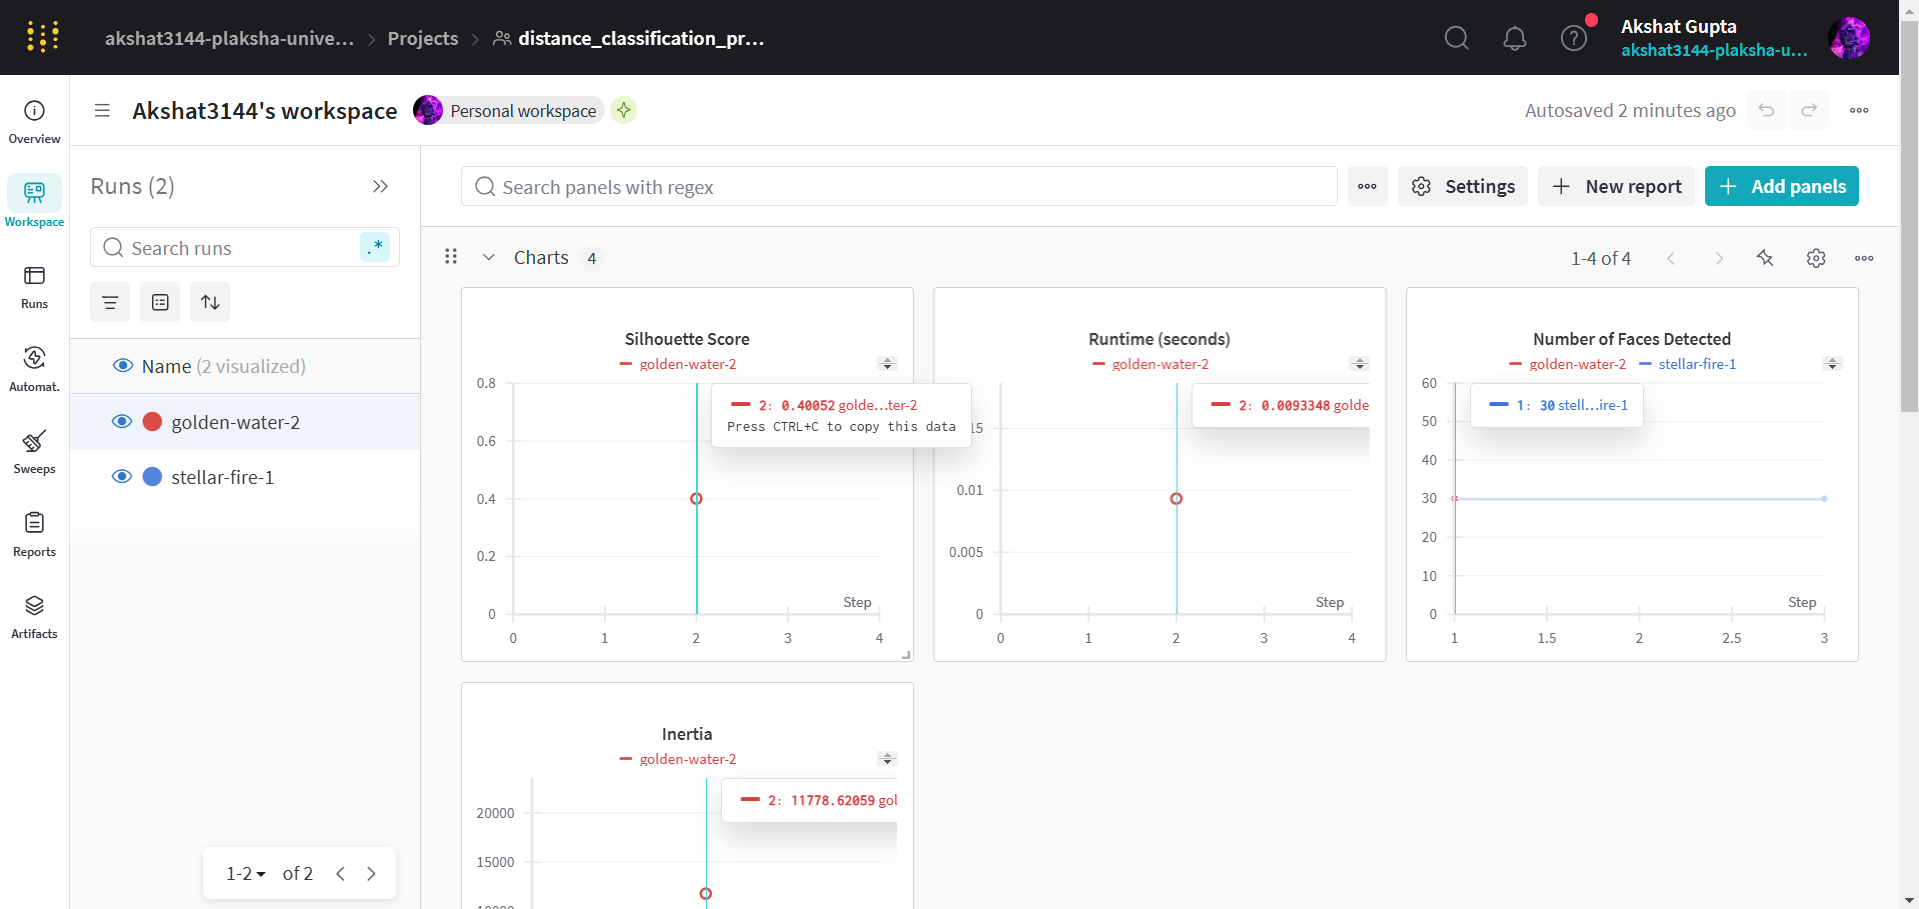 akshat3144-plaksha-unive... > Projects > distance_classification_pr...
Akshat Gupta
akshat3144-plaksha-u...
Akshat3144's workspace
Personal workspace
Autosaved 2 minutes ago
Overview
Workspace
Runs
Automat.
Sweeps
Reports
Artifacts
Runs (2)
Search runs
.*
Name (2 visualized)
golden-water-2
stellar-fire-1
1-2 of 2
Search panels with regex
Settings
New report
Add panels
Charts 4
1-4 of 4
Silhouette Score
golden-water-2
2: 0.40052 golde...ter-2
Press CTRL+C to copy this data
0.8
0.6
0.4
0.2
0
Step
0 1 2 3 4
Runtime (seconds)
golden-water-2
2: 0.0093348 golde
15
0.01
0.005
0
Step
0 1 2 3 4
Number of Faces Detected
golden-water-2 stellar-fire-1
1: 30 stell...ire-1
60
50
40
30
20
10
0
Step
1 1.5 2 2.5 3
Inertia
golden-water-2
2: 11778.62059 gol
20000
15000